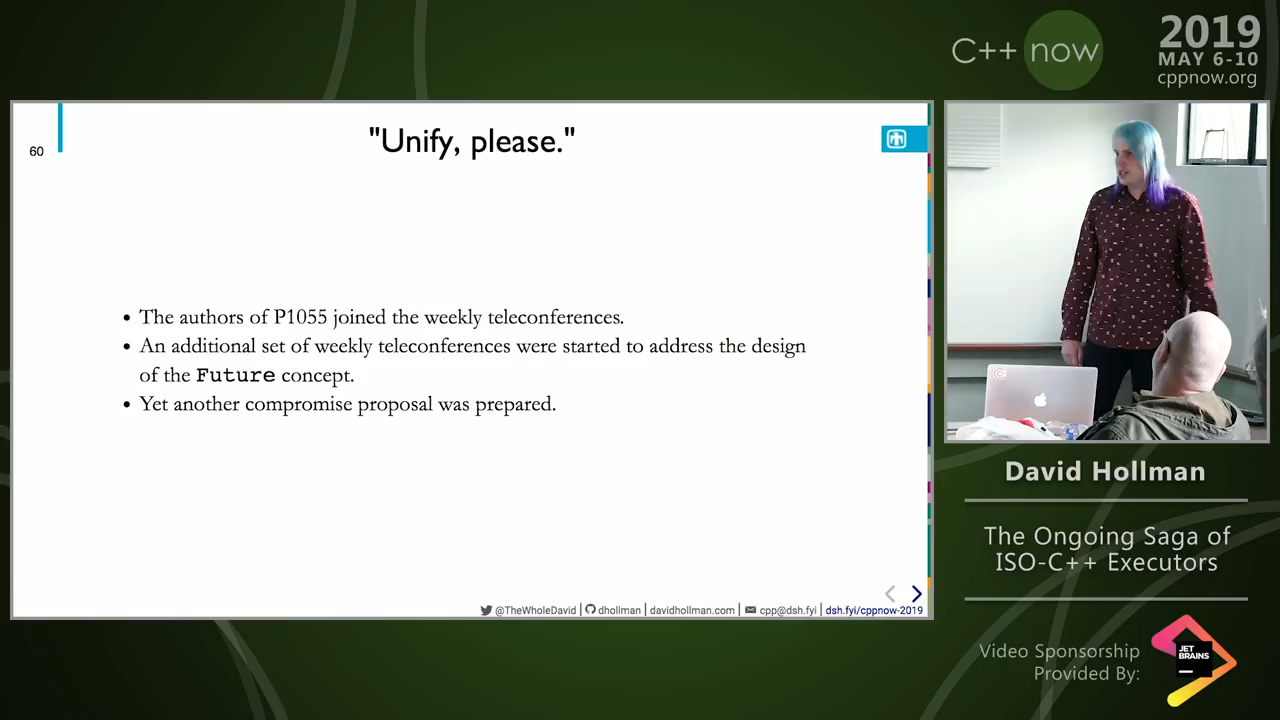 C++ now
2019
MAY 6-10
cppnow.org
60
"Unify, please."
• The authors of P1055 joined the weekly teleconferences.
• An additional set of weekly teleconferences were started to address the design
of the Future concept.
• Yet another compromise proposal was prepared.
@TheWholeDavid | dhollman | davidhollman.com | cpp@dsh.fyi | dsh.fyi/cppnow-2019
David Hollman
The Ongoing Saga of
ISO-C++ Executors
Video Sponsorship
Provided By:
JET
BRAINS